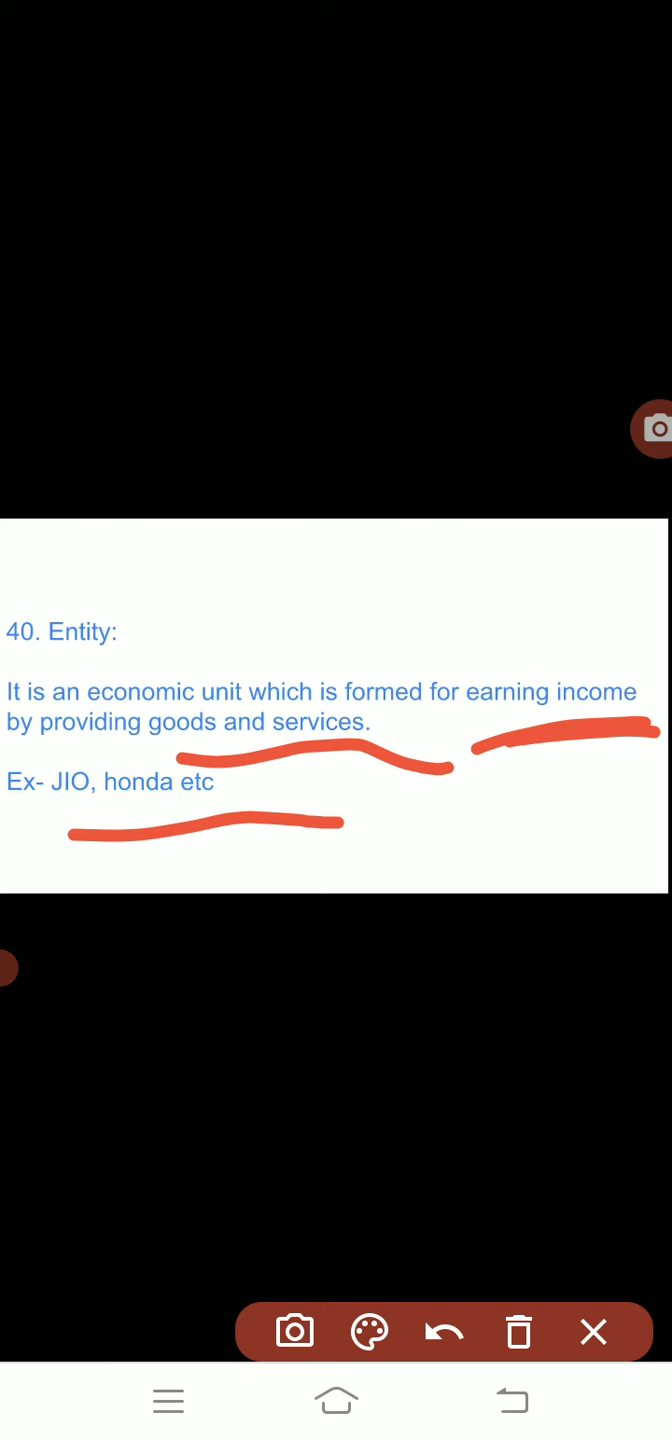 40. Entity:
It is an economic unit which is formed for earning income
by providing goods and services.
Ex- JIO, honda etc